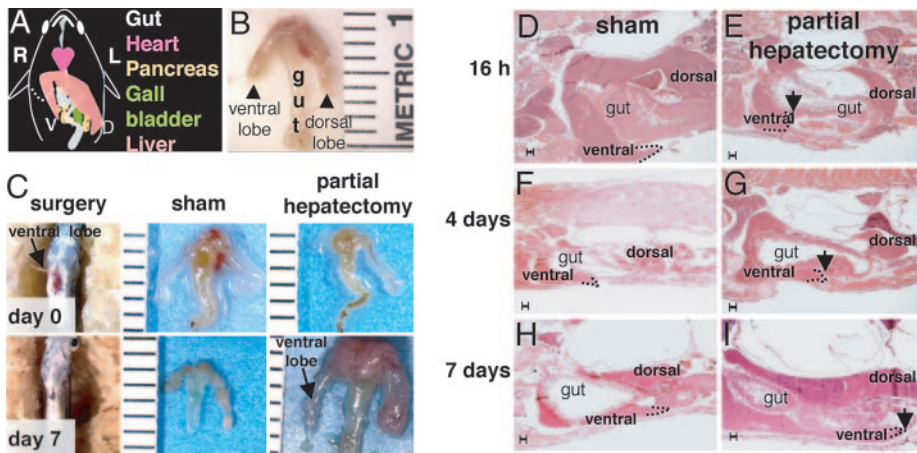 A
R
L
V
D
Gut
Heart
Pancreas
Gall
bladder
Liver
B
gut
ventral
lobe
dorsal
lobe
METRIC 1
C
surgery
sham
partial
hepatectomy
ventral lobe
day 0
ventral
lobe
day 7
sham
partial
hepatectomy
16 h
D
dorsal
gut
ventral
E
dorsal
gut
ventral
4 days
F
gut
dorsal
ventral
G
gut
dorsal
ventral
7 days
H
gut
dorsal
ventral
I
dorsal
gut
ventral